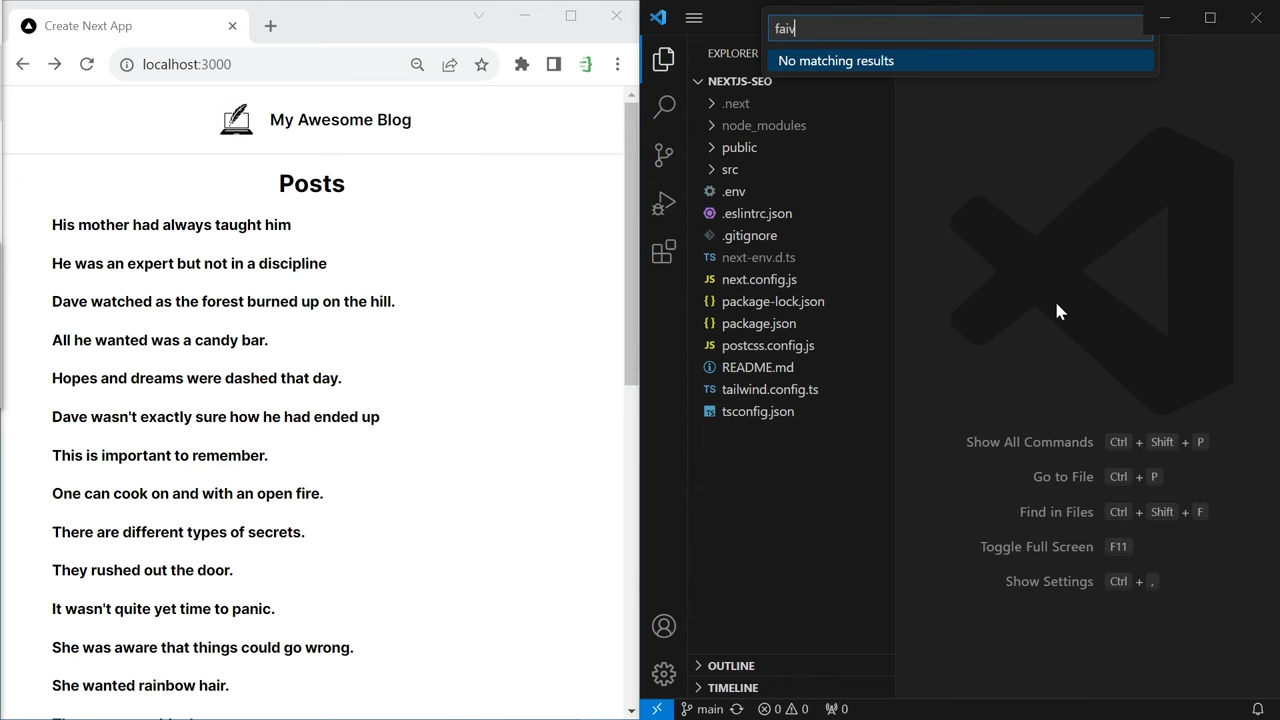 Create Next App
localhost:3000
My Awesome Blog
Posts
His mother had always taught him
He was an expert but not in a discipline
Dave watched as the forest burned up on the hill.
All he wanted was a candy bar.
Hopes and dreams were dashed that day.
Dave wasn't exactly sure how he had ended up
This is important to remember.
One can cook on and with an open fire.
There are different types of secrets.
They rushed out the door.
It wasn't quite yet time to panic.
She was aware that things could go wrong.
She wanted rainbow hair.
faiv
No matching results
EXPLORER
NEXTJS-SEO
.next
node_modules
public
src
.env
.eslintrc.json
.gitignore
TS next-env.d.ts
JS next.config.js
{} package-lock.json
{} package.json
JS postcss.config.js
README.md
TS tailwind.config.ts
TS tsconfig.json
OUTLINE
TIMELINE
Show All Commands Ctrl + Shift + P
Go to File Ctrl + P
Find in Files Ctrl + Shift + F
Toggle Full Screen F11
Show Settings Ctrl + ,
main 0 0 0